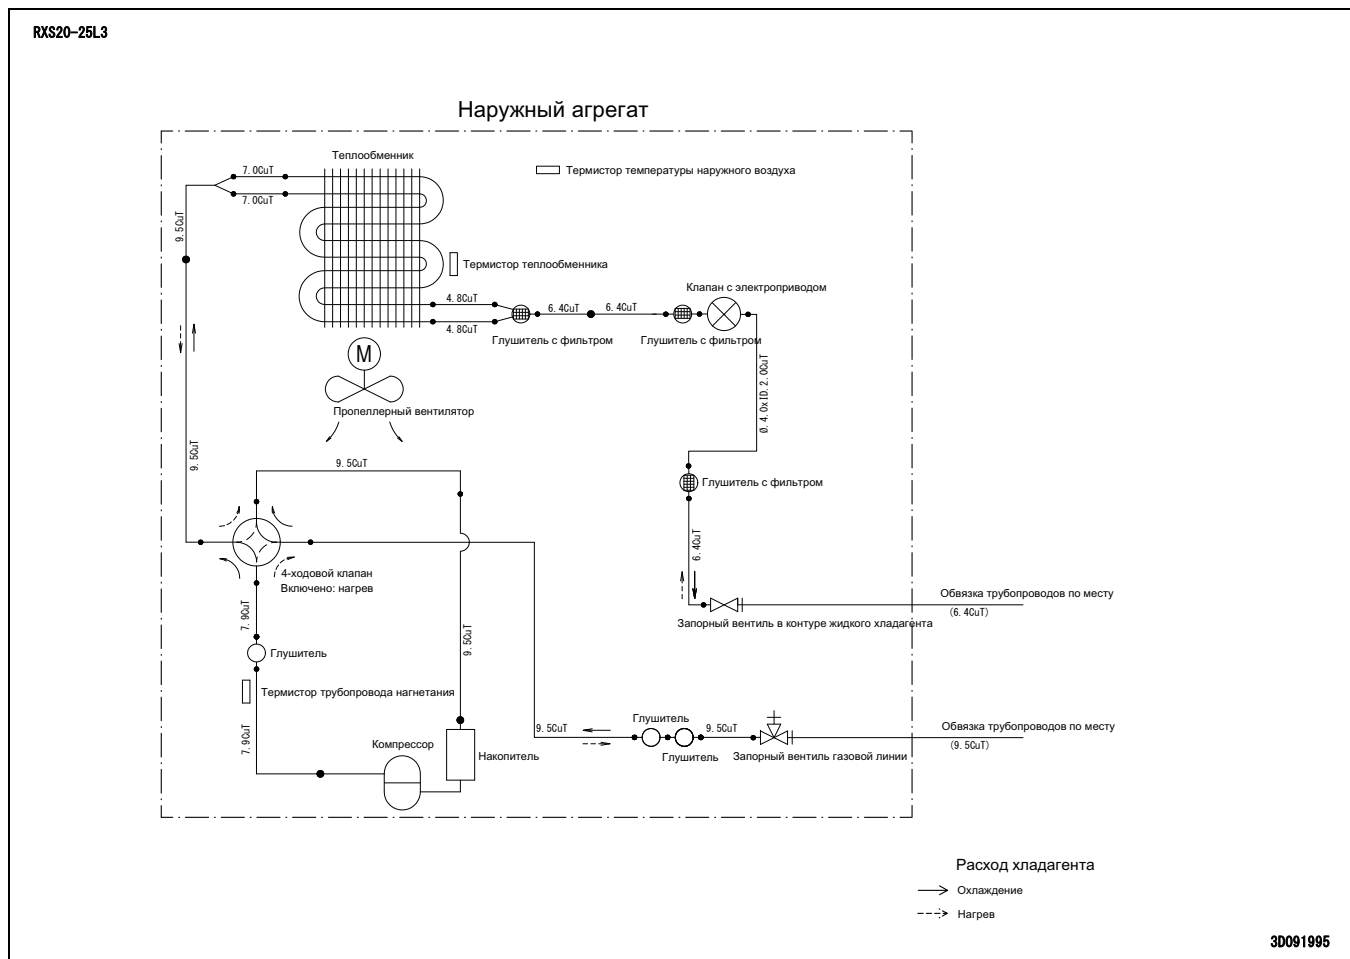 RXS20-25L3
Наружный агрегат
Теплообменник
7.0CuT
7.0CuT
Термистор температуры наружного воздуха
9.5CuT
Термистор теплообменника
Клапан с электроприводом
4.8CuT
6.4CuT
6.4CuT
4.8CuT
Глушитель с фильтром
Глушитель с фильтром
M
Ø.4.0xID.2.0CuT
Пропеллерный вентилятор
9.5CuT
9.5CuT
Глушитель с фильтром
6.4CuT
4-ходовой клапан
Включено: нагрев
7.9CuT
Обвязка трубопроводов по месту
(6.4CuT)
Запорный вентиль в контуре жидкого хладагента
9.5CuT
Глушитель
Термистор трубопровода нагнетания
7.9CuT
Глушитель
9.5CuT
9.5CuT
Обвязка трубопроводов по месту
(9.5CuT)
Компрессор
Накопитель
Глушитель
Запорный вентиль газовой линии
Расход хладагента
Охлаждение
Нагрев
3D091995